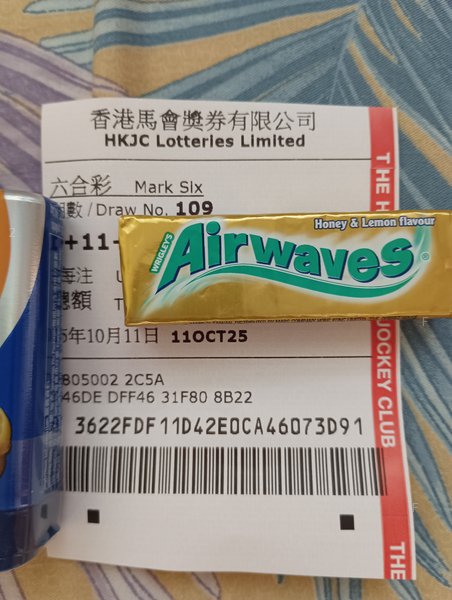 香港馬會獎券有限公司
HKJC Lotteries Limited
六合彩 Mark Six
期數 / Draw No. 109
+11-
Honey & Lemon flavour
WRIGLEY'S Airwaves®
每注
總額
年10月11日 11OCT25
805002 2C5A
46DE DFF46 31F80 8B22
3622FDF11D42E0CA46073D91
JOCKEY CLUB
THE